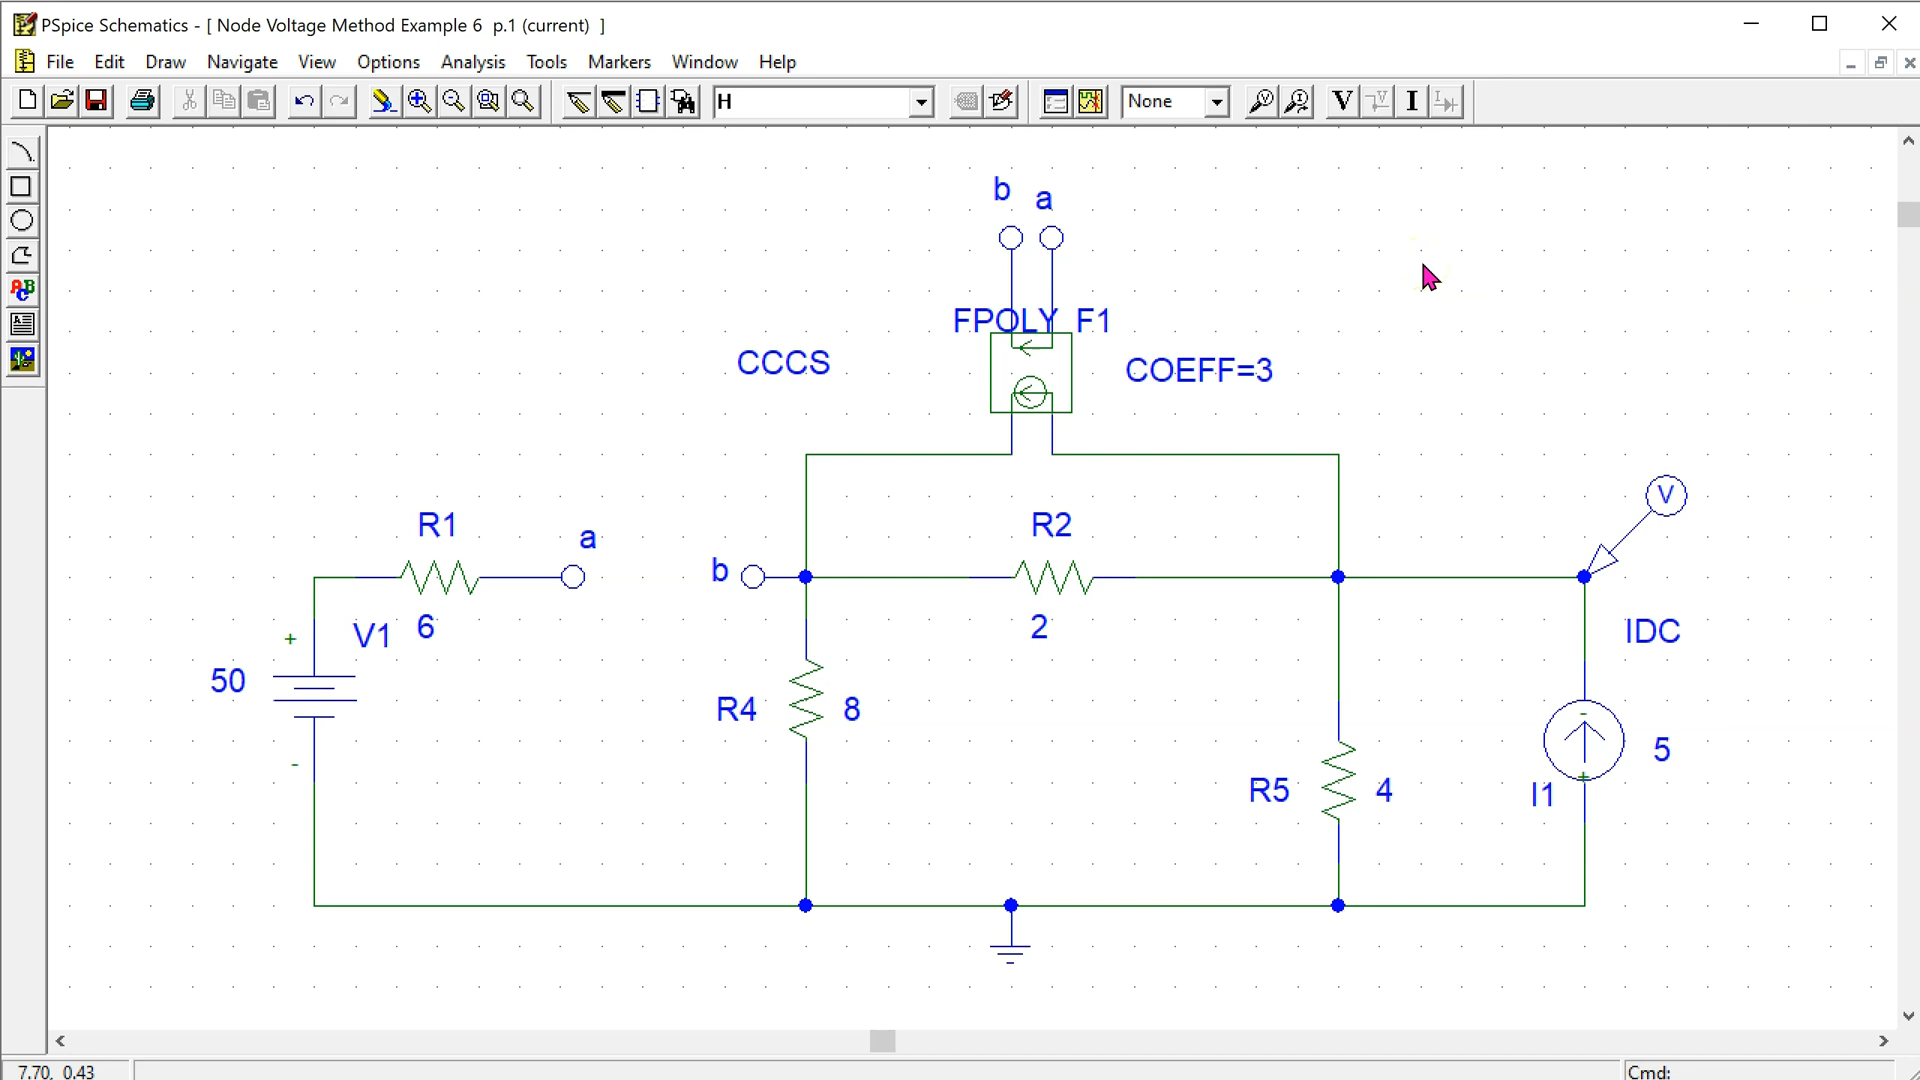 PSpice Schematics - [ Node Voltage Method Example 6 p.1 (current) ]
File Edit Draw Navigate View Options Analysis Tools Markers Window Help
H None V V I I
ABC
b a
FPOLY F1
CCCS COEFF=3
V
R1 a R2
b
+ V1 6 2 IDC
50
R4 8 - 5
-
R5 4 + I1
7.70, 0.43 Cmd: